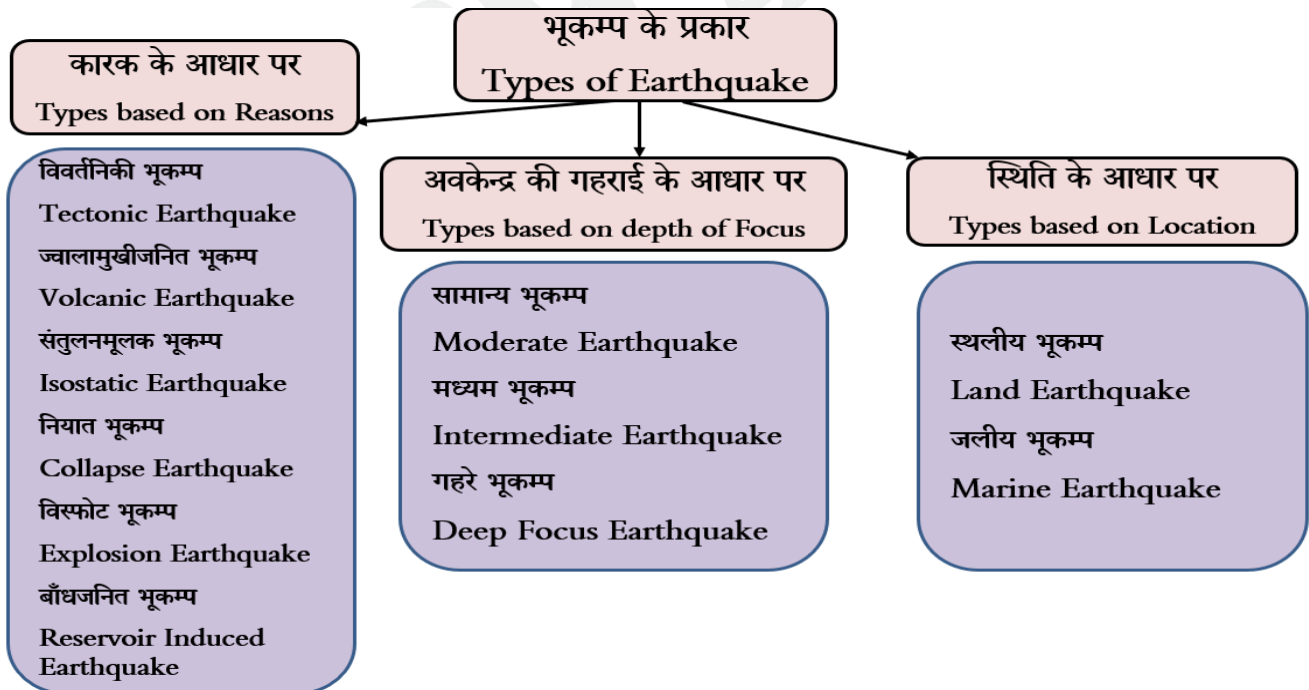 भूकम्प के प्रकार
Types of Earthquake
कारक के आधार पर
Types based on Reasons
विवर्तनिकी भूकम्प
Tectonic Earthquake
ज्वालामुखीजनित भूकम्प
Volcanic Earthquake
संतुलनमूलक भूकम्प
Isostatic Earthquake
नियात भूकम्प
Collapse Earthquake
विस्फोट भूकम्प
Explosion Earthquake
बाँधजनित भूकम्प
Reservoir Induced
Earthquake
अवकेन्द्र की गहराई के आधार पर
Types based on depth of Focus
सामान्य भूकम्प
Moderate Earthquake
मध्यम भूकम्प
Intermediate Earthquake
गहरे भूकम्प
Deep Focus Earthquake
स्थिति के आधार पर
Types based on Location
स्थलीय भूकम्प
Land Earthquake
जलीय भूकम्प
Marine Earthquake